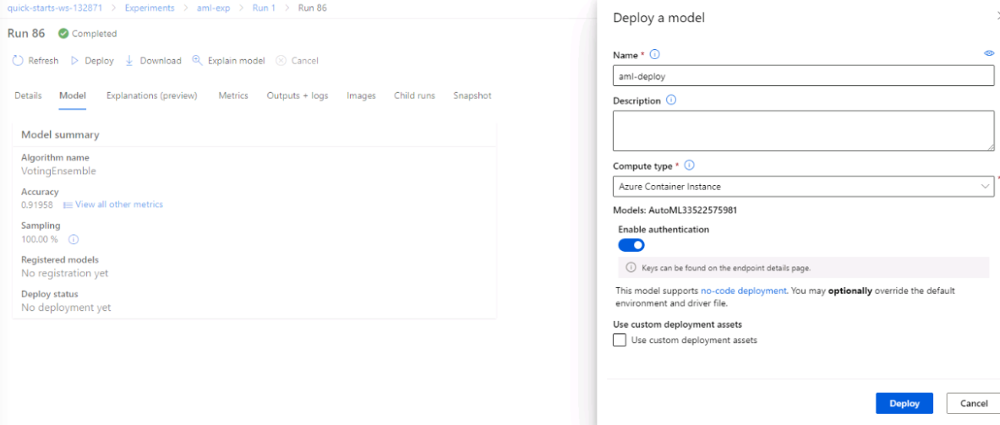 quick-starts-ws-132871 > Experiments > aml-exp > Run 1 > Run 86
Run 86 Completed
Refresh Deploy Download Explain model Cancel
Details Model Explanations (preview) Metrics Outputs + logs Images Child runs Snapshot
Model summary
Algorithm name
VotingEnsemble
Accuracy
0.91958 View all other metrics
Sampling
100.00 %
Registered models
No registration yet
Deploy status
No deployment yet
Deploy a model
Name *
aml-deploy
Description
Compute type *
Azure Container Instance
*
Models: AutoML33522575981
Enable authentication
Keys can be found on the endpoint details page.
This model supports no-code deployment. You may optionally override the default
environment and driver file.
Use custom deployment assets
Use custom deployment assets
Deploy Cancel